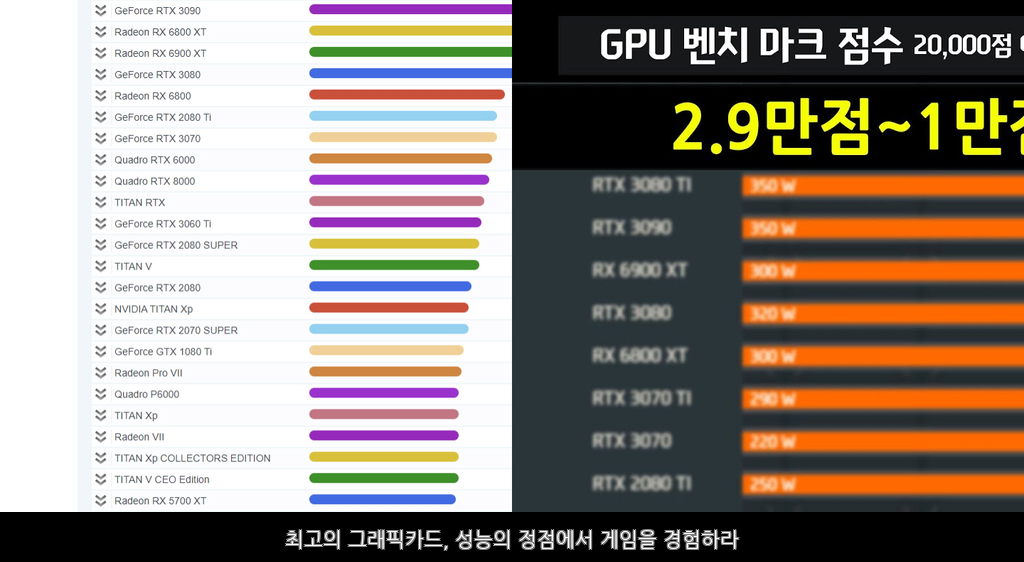 GeForce RTX 3090
Radeon RX 6800 XT
Radeon RX 6900 XT
GeForce RTX 3080
Radeon RX 6800
GeForce RTX 2080 Ti
GeForce RTX 3070
Quadro RTX 6000
Quadro RTX 8000
TITAN RTX
GeForce RTX 3060 Ti
GeForce RTX 2080 SUPER
TITAN V
GeForce RTX 2080
NVIDIA TITAN Xp
GeForce RTX 2070 SUPER
GeForce GTX 1080 Ti
Radeon Pro VII
Quadro P6000
TITAN Xp
Radeon VII
TITAN Xp COLLECTORS EDITION
TITAN V CEO Edition
Radeon RX 5700 XT
GPU 벤치 마크 점수 20,000점
2.9만점~1만점
RTX 3080 TI 350 W
RTX 3090 350 W
RX 6900 XT 300 W
RTX 3080 320 W
RX 6800 XT 300 W
RTX 3070 TI 290 W
RTX 3070 220 W
RTX 2080 TI 250 W
최고의 그래픽카드, 성능의 정점에서 게임을 경험하라